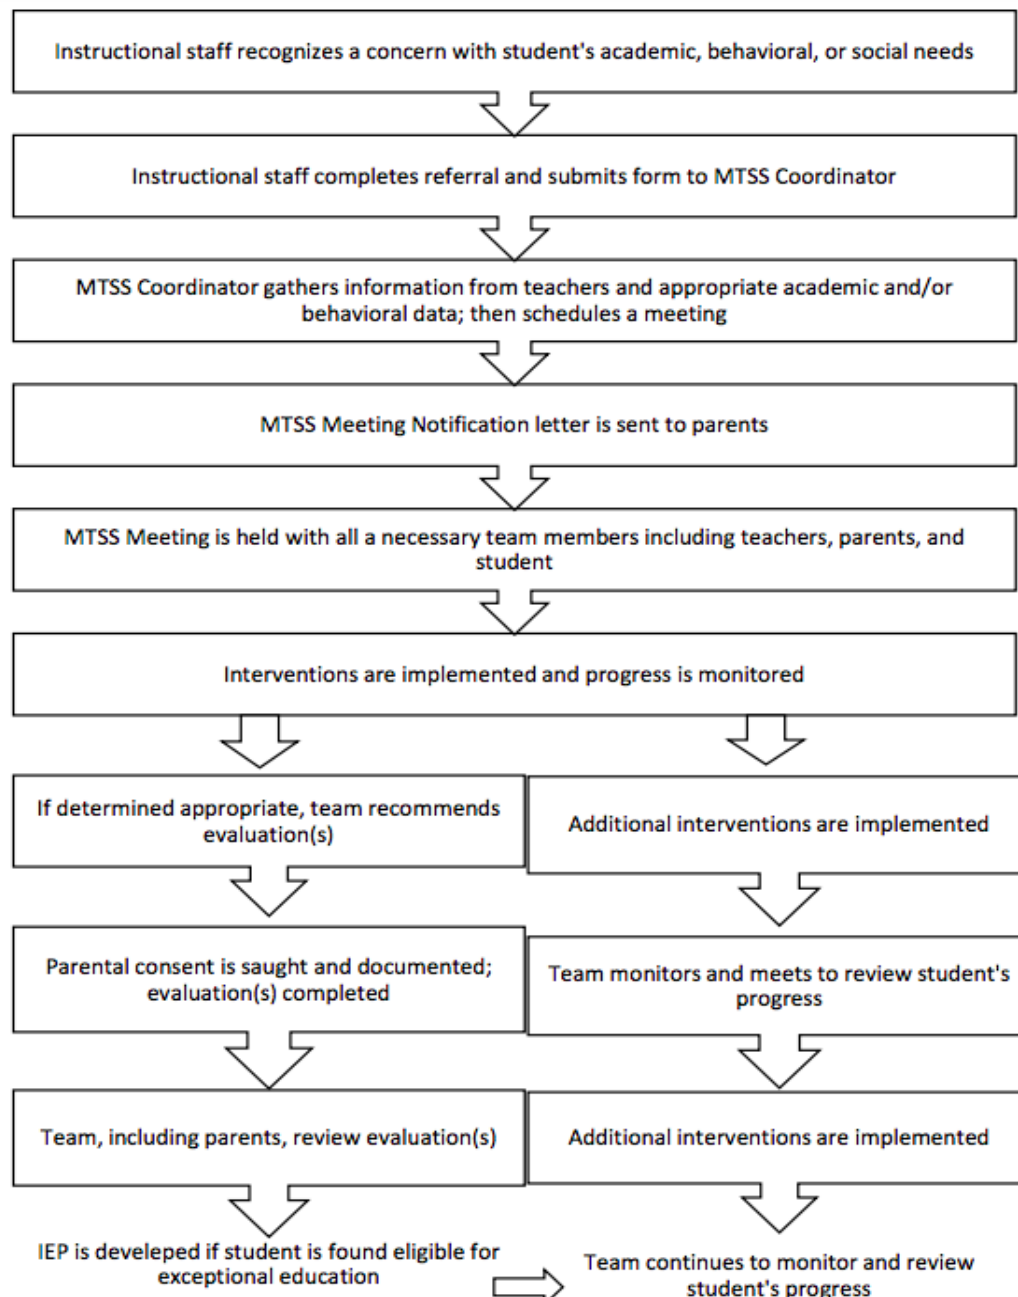 Instructional staff recognizes a concern with student's academic, behavioral, or social needs
Instructional staff completes referral and submits form to MTSS Coordinator
MTSS Coordinator gathers information from teachers and appropriate academic and/or
behavioral data; then schedules a meeting
MTSS Meeting Notification letter is sent to parents
MTSS Meeting is held with all a necessary team members including teachers, parents, and
student
Interventions are implemented and progress is monitored
If determined appropriate, team recommends
evaluation(s)
Additional interventions are implemented
Parental consent is saught and documented;
evaluation(s) completed
Team monitors and meets to review student's
progress
Team, including parents, review evaluation(s)
Additional interventions are implemented
IEP is develeped if student is found eligible for
exceptional education
Team continues to monitor and review
student's progress